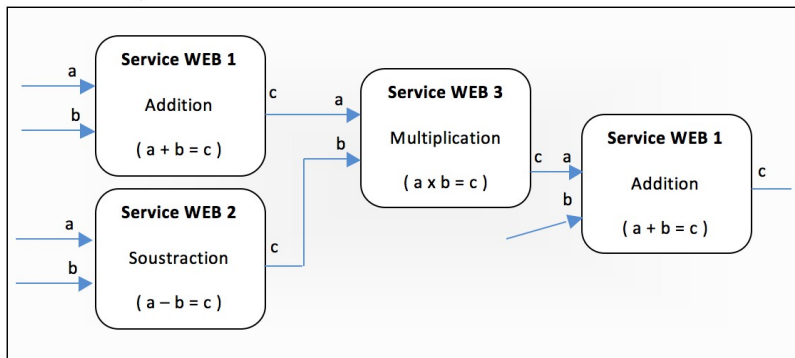 Service WEB 1
a
Addition
b
( a + b = c )
c
Service WEB 2
a
Soustraction
b
( a – b = c )
c
Service WEB 3
a
Multiplication
b
( a x b = c )
c
Service WEB 1
a
Addition
b
( a + b = c )
c